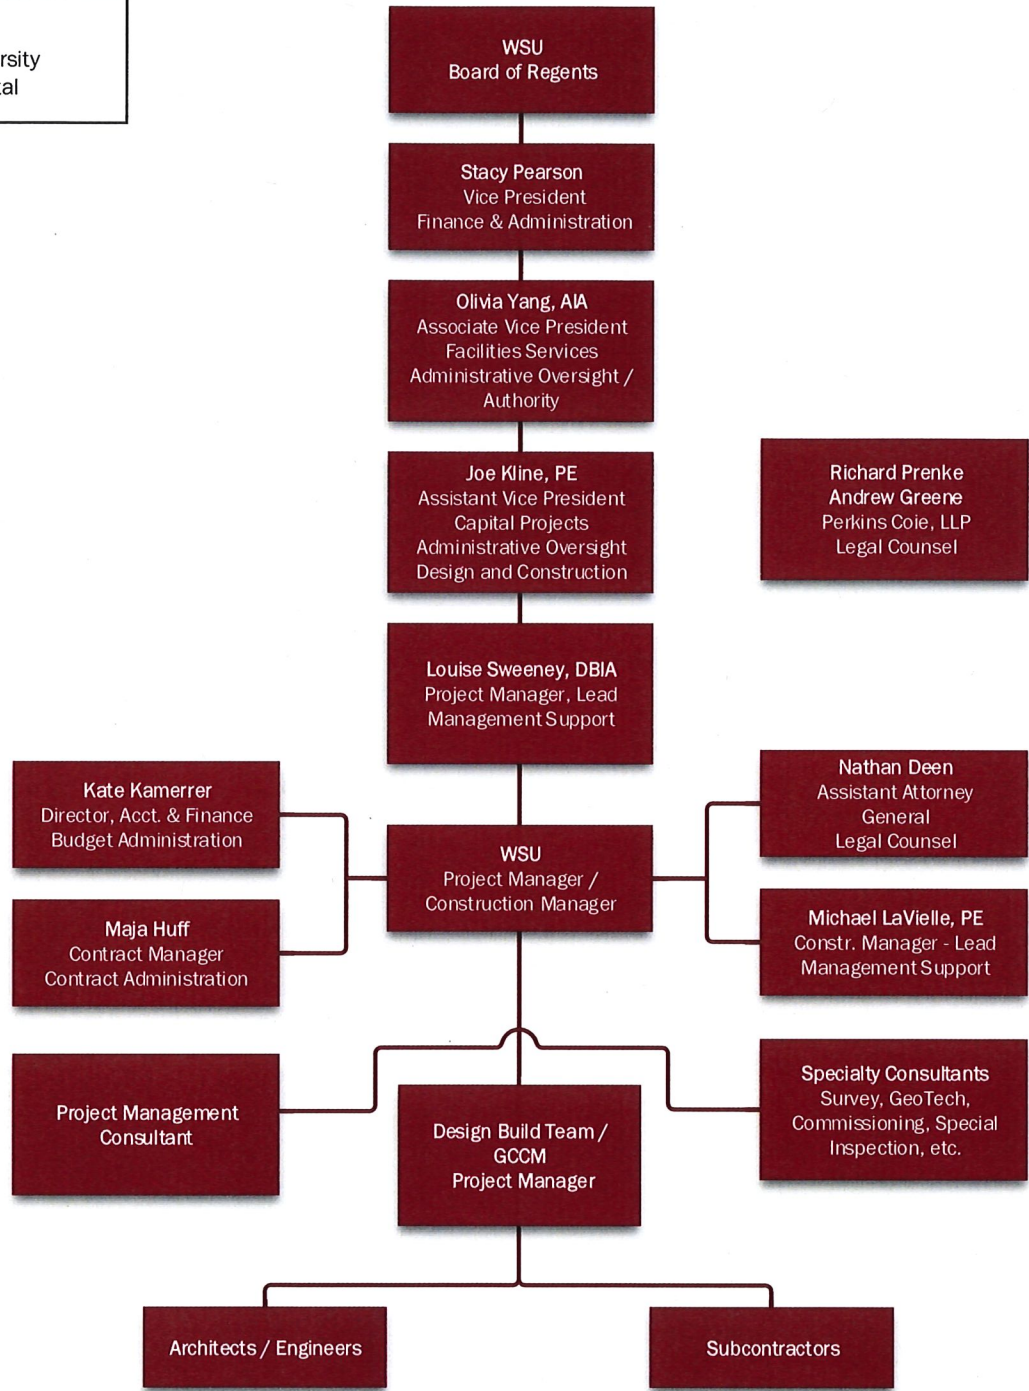 WSU
Board of Regents
Stacy Pearson
Vice President
Finance & Administration
Olivia Yang, AIA
Associate Vice President
Facilities Services
Administrative Oversight /
Authority
Joe Kline, PE
Assistant Vice President
Capital Projects
Administrative Oversight
Design and Construction
Richard Prenke
Andrew Greene
Perkins Coie, LLP
Legal Counsel
Louise Sweeney, DBIA
Project Manager, Lead
Management Support
Kate Kamerrer
Director, Acct. & Finance
Budget Administration
Nathan Deen
Assistant Attorney
General
Legal Counsel
WSU
Project Manager /
Construction Manager
Maja Huff
Contract Manager
Contract Administration
Michael LaVielle, PE
Constr. Manager - Lead
Management Support
Project Management
Consultant
Design Build Team /
GCCM
Project Manager
Specialty Consultants
Survey, GeoTech,
Commissioning, Special
Inspection, etc.
Architects / Engineers
Subcontractors